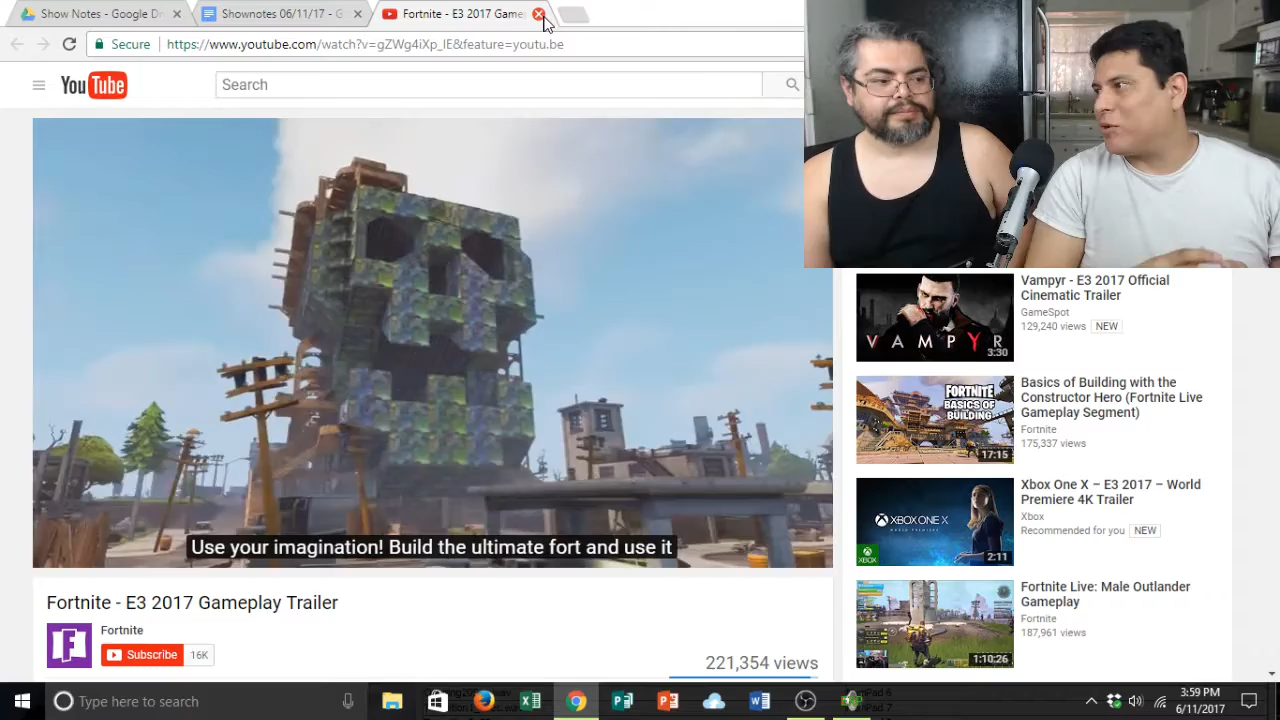 Show Notes - Google Dri
Shownotes 06/11/17 - G
Fortnite - E3 2017 Game
Secure
https://www.youtube.com/watch?v=gZWg4iXp_lE&feature=youtu.be
YouTube
Search
Use your imagination! Build the ultimate fort and use it
Fortnite - E3 2017 Gameplay Trailer
Fortnite
Subscribe 16K
221,354 views
VAMPYR
3:30
Vampyr - E3 2017 Official
Cinematic Trailer
GameSpot
129,240 views NEW
FORTNITE
BASICS OF
BUILDING
17:15
Basics of Building with the
Constructor Hero (Fortnite Live
Gameplay Segment)
Fortnite
175,337 views
XBOX ONE X
XBOX
2:11
Xbox One X – E3 2017 – World
Premiere 4K Trailer
Xbox
Recommended for you NEW
1:10:26
Fortnite Live: Male Outlander
Gameplay
Fortnite
187,961 views
Type here to search
3:59 PM
6/11/2017